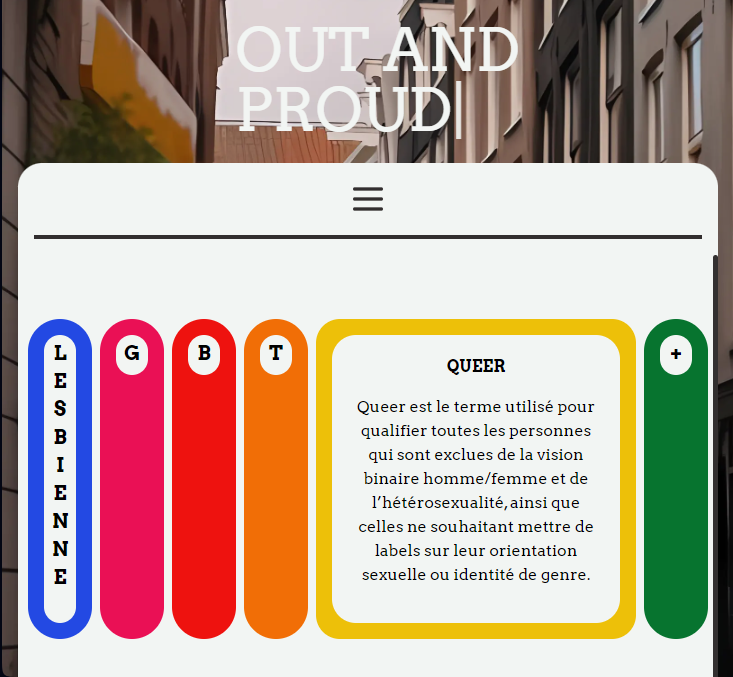 OUT AND
PROUD
LESBIENNE
G
B
T
QUEER
Queer est le terme utilisé pour
qualifier toutes les personnes
qui sont exclues de la vision
binaire homme/femme et de
l’hétérosexualité, ainsi que
celles ne souhaitant mettre de
labels sur leur orientation
sexuelle ou identité de genre.
+